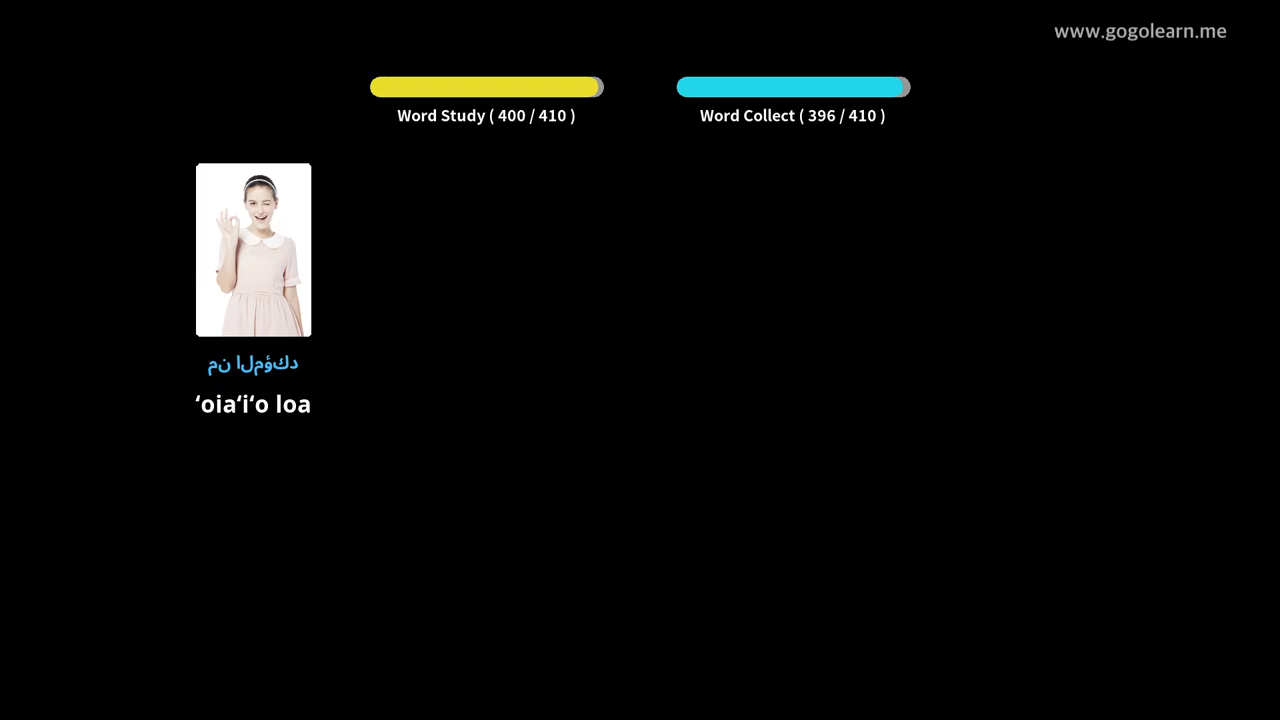 www.gogolearn.me
Word Study ( 400 / 410 )
Word Collect ( 396 / 410 )
من المؤكد
ʻoiaʻiʻo loa